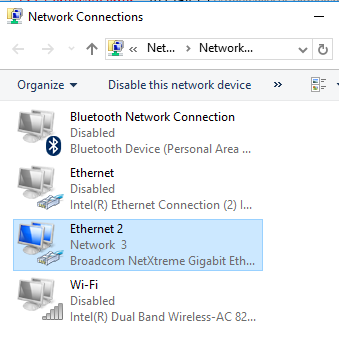 Network Connections
Net... Network...
Organize Disable this network device »
Bluetooth Network Connection
Disabled
Bluetooth Device (Personal Area ...
Ethernet
Disabled
Intel(R) Ethernet Connection (2) I...
Ethernet 2
Network 3
Broadcom NetXtreme Gigabit Eth...
Wi-Fi
Disabled
Intel(R) Dual Band Wireless-AC 82...